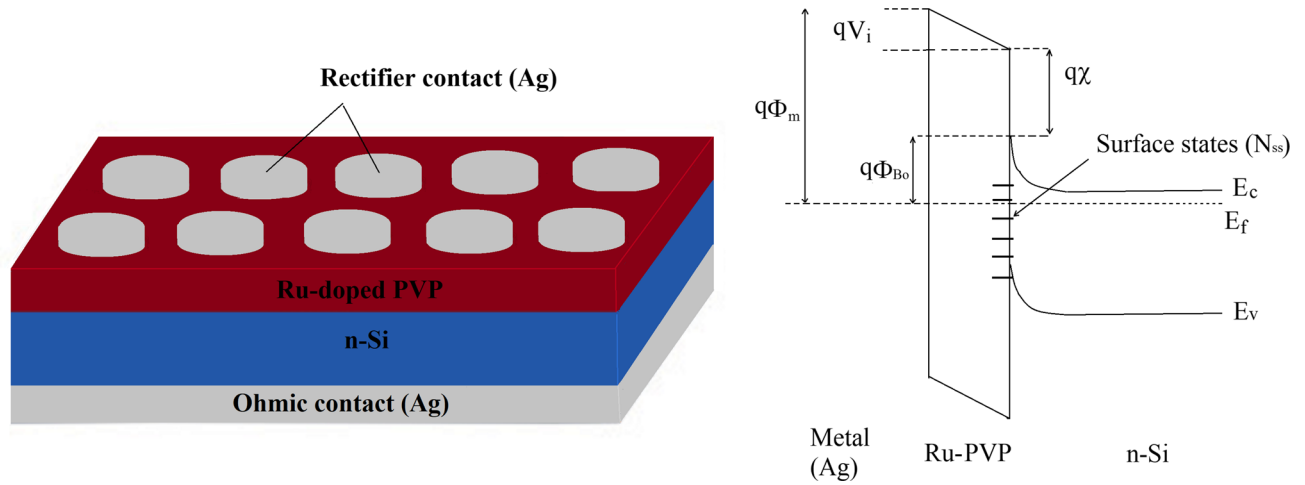 Rectifier contact (Ag)
Ru-doped PVP
n-Si
Ohmic contact (Ag)
qVᵢ
qχ
qΦₘ
Surface states (Nss)
qΦBo
Ec
Ef
Ev
Metal
(Ag)
Ru-PVP
n-Si